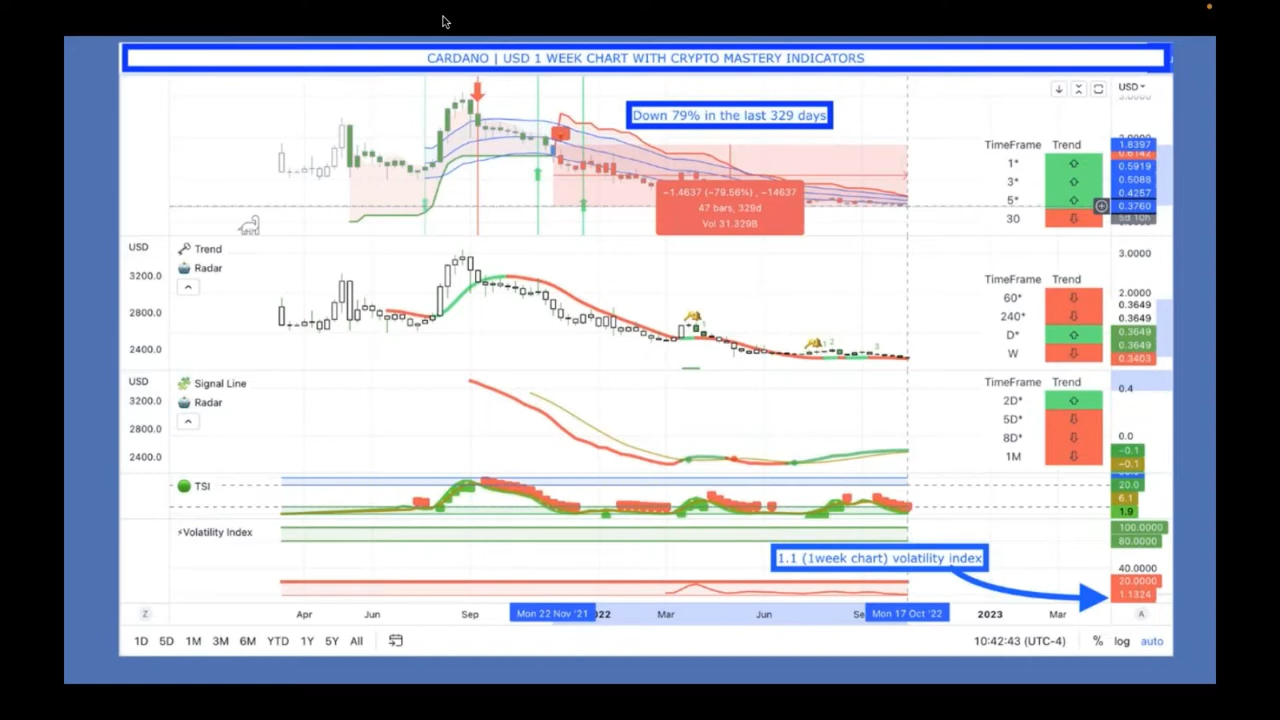 CARDANO | USD 1 WEEK CHART WITH CRYPTO MASTERY INDICATORS
USD
Down 79% in the last 329 days
TimeFrame Trend
1*
3*
5*
30
−1.4637 (−79.56%) , −14637
47 bars, 329d
Vol 31.329B
1.8397
0.5919
0.5088
0.4257
0.3760
5d 10h
USD
Trend
Radar
3200.0
2800.0
2400.0
TimeFrame Trend
60*
240*
D*
W
3.0000
2.0000
0.3649
0.3649
0.3649
0.3649
0.3403
USD
Signal Line
Radar
3200.0
2800.0
2400.0
TimeFrame Trend
2D*
5D*
8D*
1M
0.4
0.0
−0.1
−0.1
TSI
20.0
6.1
1.9
⚡Volatility Index
100.0000
80.0000
40.0000
20.0000
1.1324
1.1 (1week chart) volatility index
Z Apr Jun Sep Mon 22 Nov '21 2022 Mar Jun Se Mon 17 Oct '22 2023 Mar A
1D 5D 1M 3M 6M YTD 1Y 5Y All 10:42:43 (UTC-4) % log auto